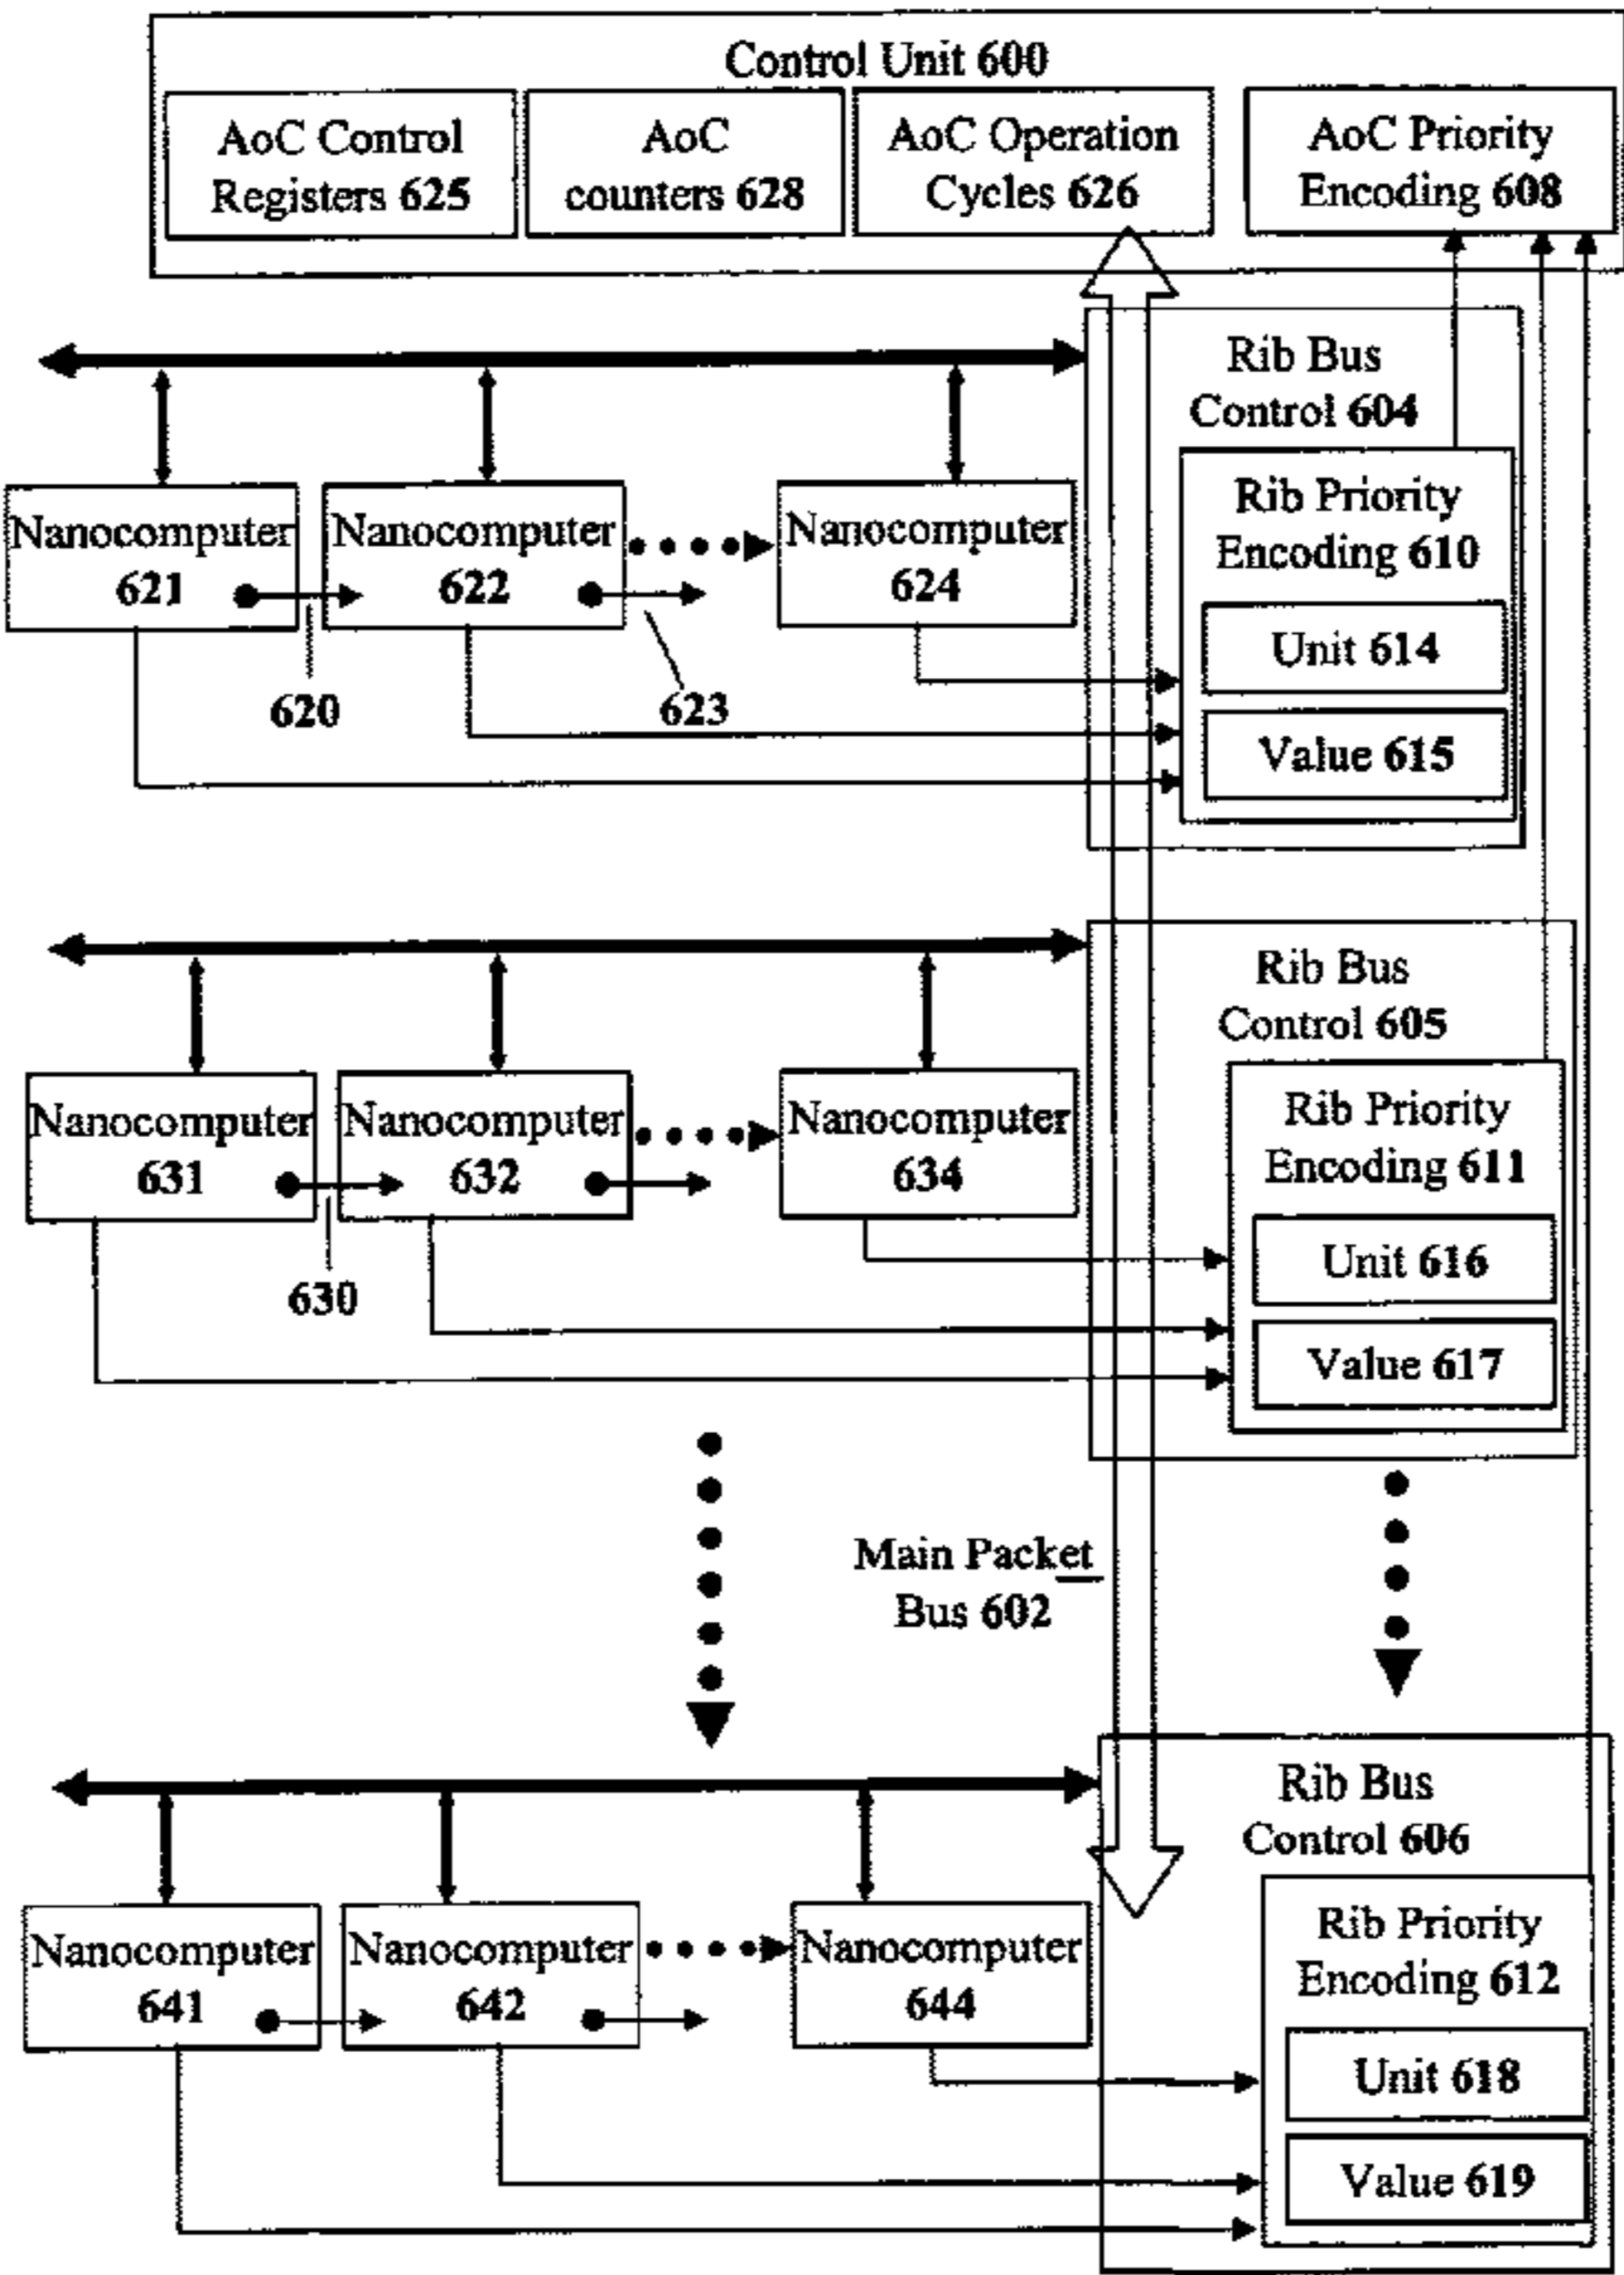 Control Unit 600
AoC Control
Registers 625
AoC
counters 628
AoC Operation
Cycles 626
AoC Priority
Encoding 608
Rib Bus
Control 604
Rib Priority
Encoding 610
Unit 614
Value 615
Nanocomputer
621
Nanocomputer
622
Nanocomputer
624
620
623
Rib Bus
Control 605
Rib Priority
Encoding 611
Unit 616
Value 617
Nanocomputer
631
Nanocomputer
632
Nanocomputer
634
630
Main Packet
Bus 602
Rib Bus
Control 606
Rib Priority
Encoding 612
Unit 618
Value 619
Nanocomputer
641
Nanocomputer
642
Nanocomputer
644